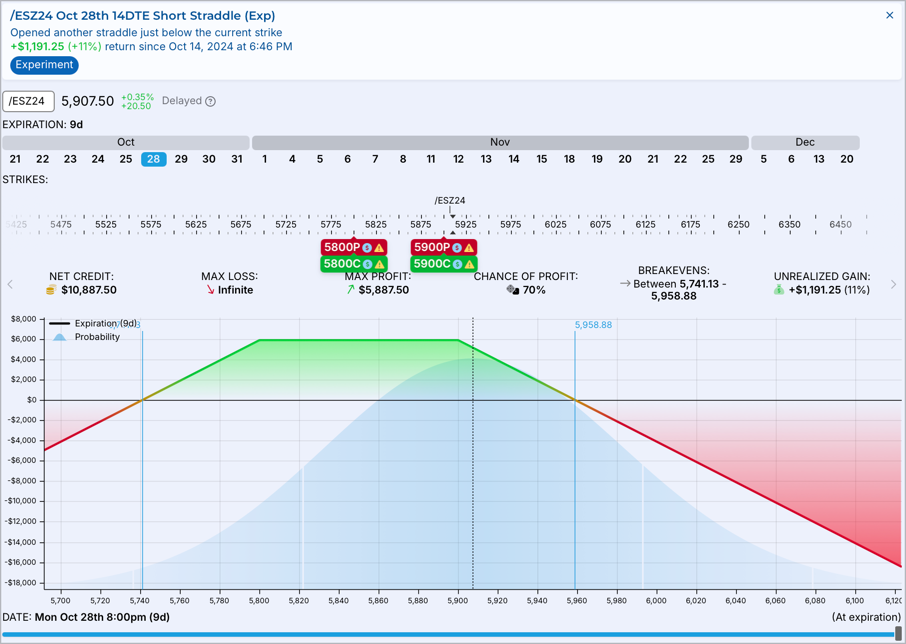 /ESZ24 Oct 28th 14DTE Short Straddle (Exp)
×
Opened another straddle just below the current strike
+$1,191.25 (+11%) return since Oct 14, 2024 at 6:46 PM
Experiment
/ESZ24 5,907.50 +0.35% +20.50 Delayed ?
EXPIRATION: 9d
Oct Nov Dec
21 22 23 24 25 28 29 30 31 1 4 5 6 7 8 11 12 13 14 15 18 19 20 21 22 25 29 5 6 13 20
STRIKES:
/ESZ24
5425 5475 5525 5575 5625 5675 5725 5775 5825 5875 5925 5975 6025 6075 6125 6175 6250 6350 6450
5800P $ 5900P $
5800C $ 5900C $
NET CREDIT: MAX LOSS: MAX PROFIT: CHANCE OF PROFIT: BREAKEVENS: UNREALIZED GAIN:
$10,887.50 Infinite $5,887.50 70% Between 5,741.13 - +$1,191.25 (11%)
5,958.88
$8,000
Expiration (9d)
5,958.88
Probability
$6,000
$4,000
$2,000
$0
-$2,000
-$4,000
-$6,000
-$8,000
-$10,000
-$12,000
-$14,000
-$16,000
-$18,000
5,700 5,720 5,740 5,760 5,780 5,800 5,820 5,840 5,860 5,880 5,900 5,920 5,940 5,960 5,980 6,000 6,020 6,040 6,060 6,080 6,100 6,120
DATE: Mon Oct 28th 8:00pm (9d) (At expiration)